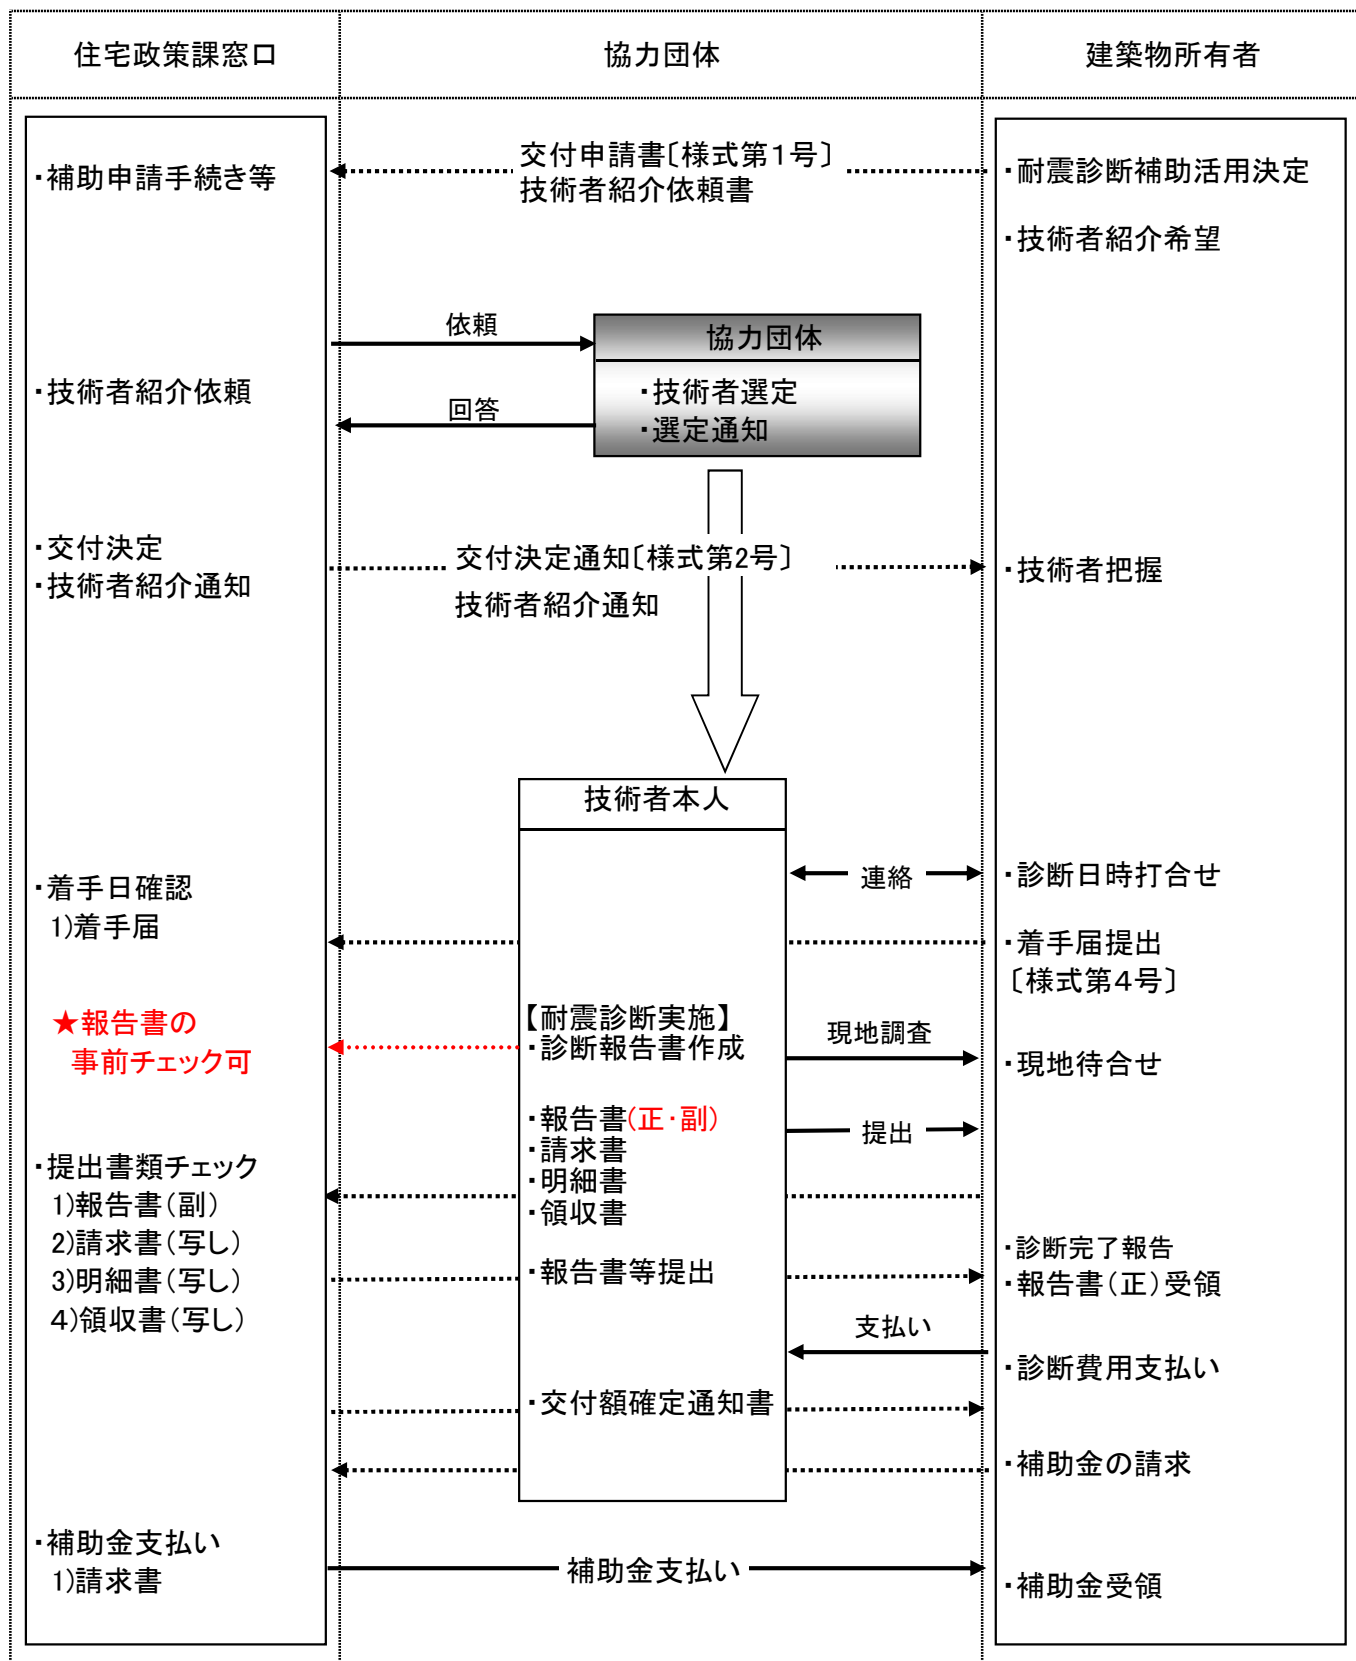 住宅政策課窓口
協力団体
建築物所有者
・補助申請手続き等
交付申請書〔様式第1号〕
技術者紹介依頼書
・耐震診断補助活用決定
・技術者紹介希望
依頼
協力団体
・技術者選定
・選定通知
・技術者紹介依頼
回答
・交付決定
・技術者紹介通知
交付決定通知〔様式第2号〕
技術者紹介通知
・技術者把握
技術者本人
・着手日確認
1)着手届
連絡
・診断日時打合せ
・着手届提出
〔様式第4号〕
★報告書の
事前チェック可
【耐震診断実施】
・診断報告書作成
現地調査
・現地待合せ
・報告書(正・副)
・請求書
・明細書
・領収書
提出
・提出書類チェック
1)報告書(副)
2)請求書(写し)
3)明細書(写し)
4)領収書(写し)
・報告書等提出
・診断完了報告
・報告書(正)受領
支払い
・診断費用支払い
・交付額確定通知書
・補助金の請求
・補助金支払い
1)請求書
補助金支払い
・補助金受領